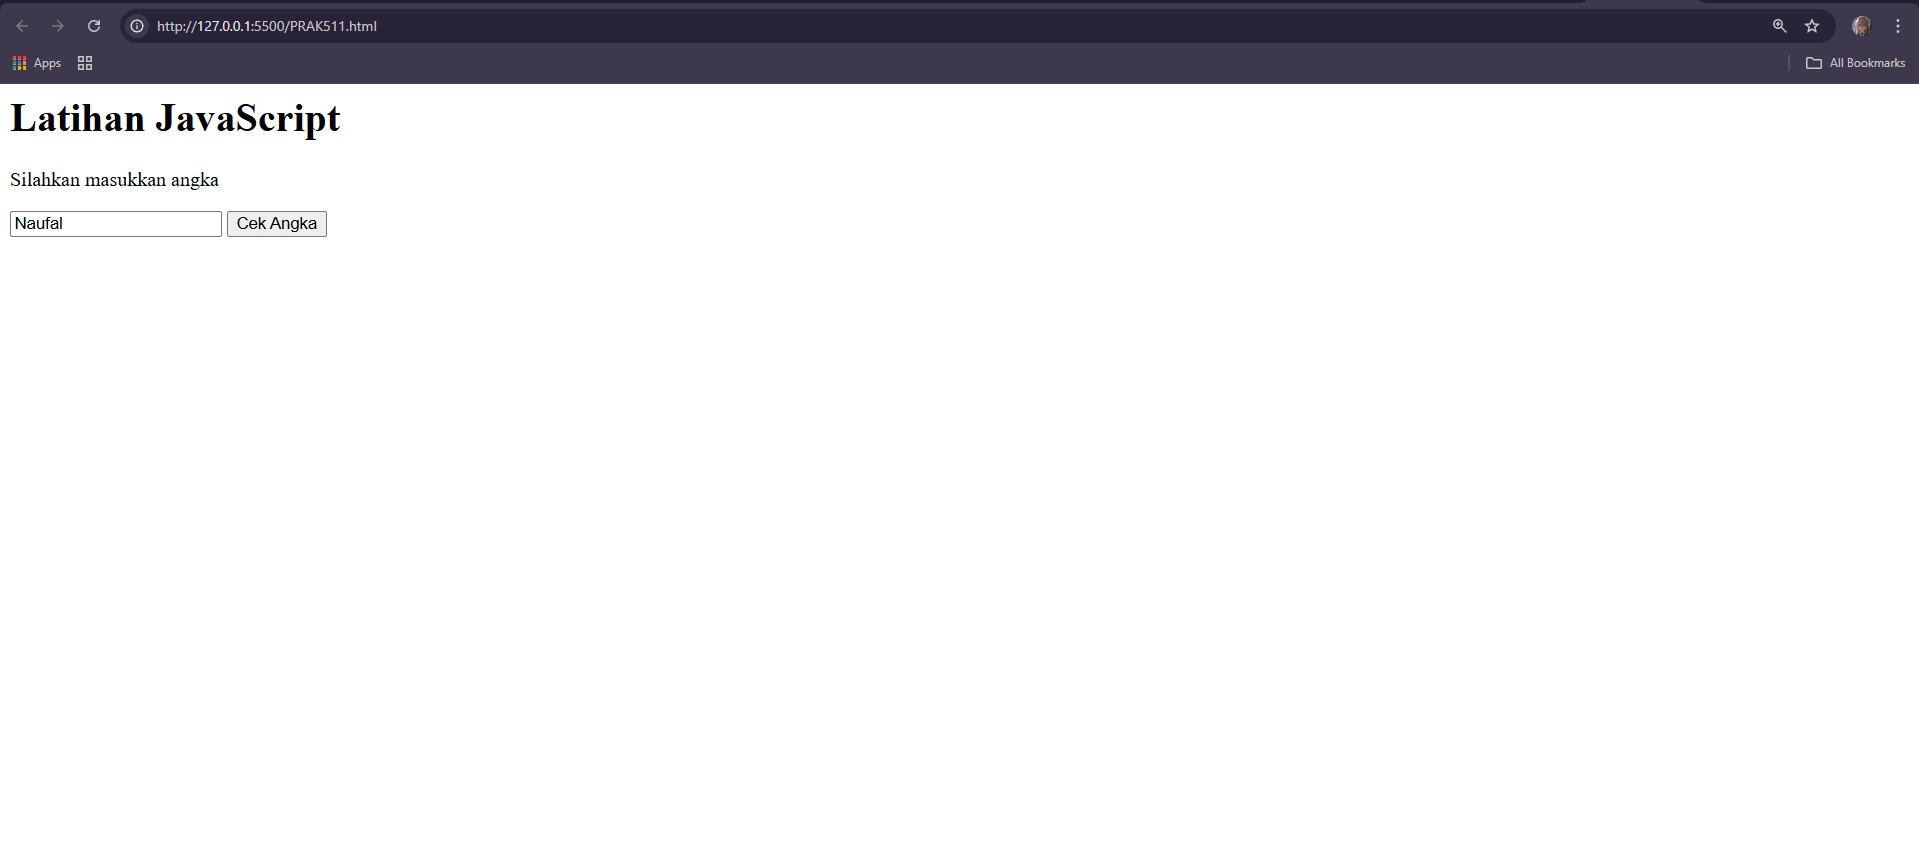 http://127.0.0.1:5500/PRAK511.html
Apps
All Bookmarks
Latihan JavaScript
Silahkan masukkan angka
Naufal Cek Angka